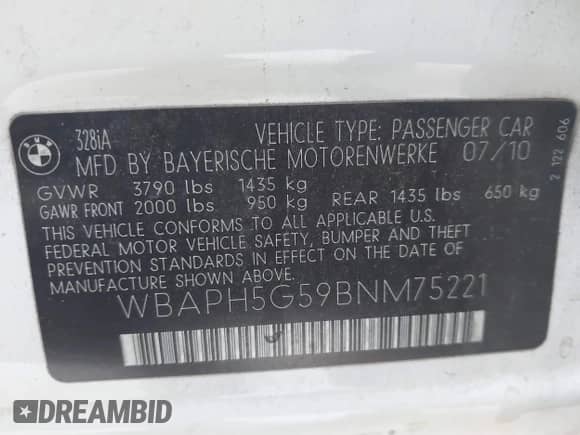 BMW
328iA
VEHICLE TYPE: PASSENGER CAR
MFD BY BAYERISCHE MOTORENWERKE 07/10
GVWR 3790 lbs 1435 kg
GAWR FRONT 2000 lbs 950 kg REAR 1435 lbs 650 kg
THIS VEHICLE CONFORMS TO ALL APPLICABLE U.S.
FEDERAL MOTOR VEHICLE SAFETY, BUMPER AND THEFT
PREVENTION STANDARDS IN EFFECT ON THE DATE OF
MANUFACTURE SHOWN ABOVE.
WBAPH5G59BNM75221
2 122 606
DREAMBID